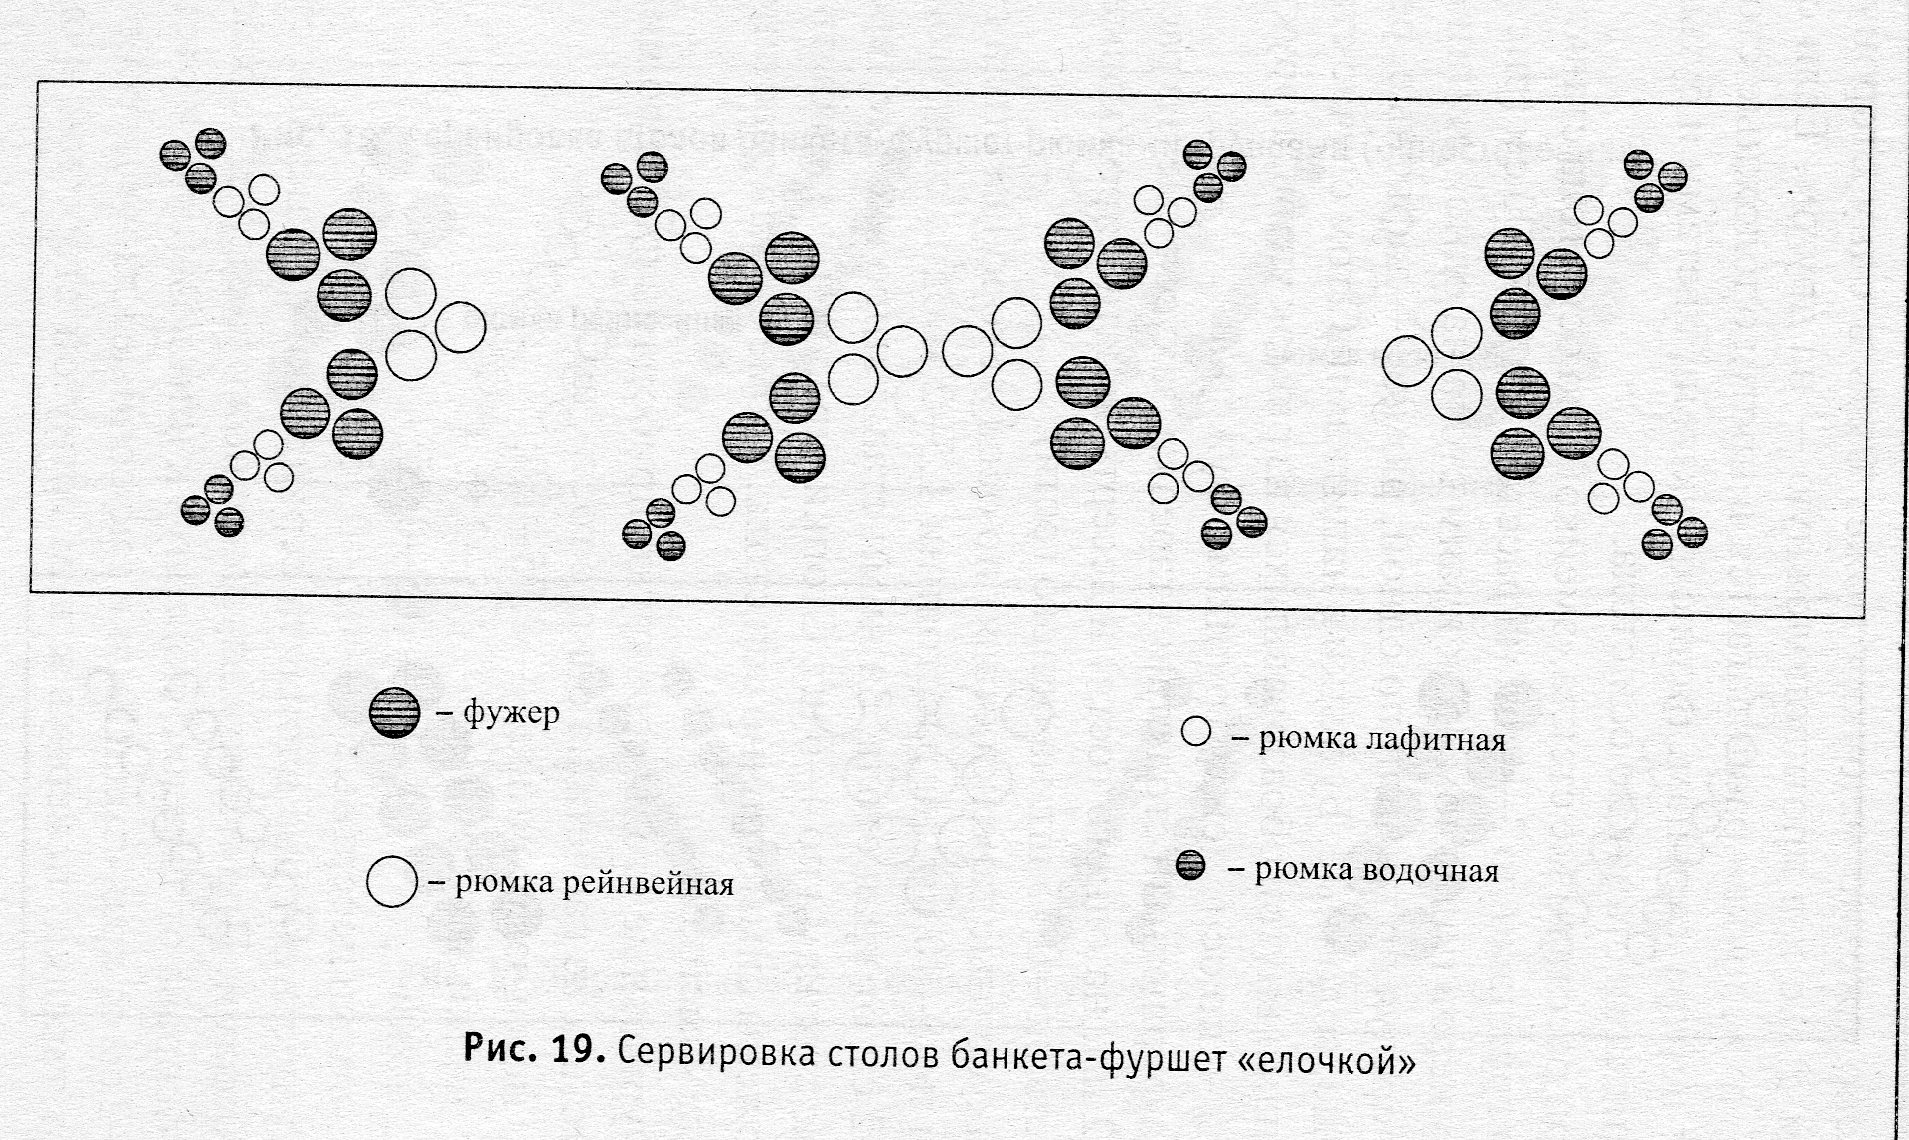 – фужер
– рюмка лафитная
– рюмка рейнвейная
– рюмка водочная
Рис. 19. Сервировка столов банкета-фуршет «елочкой»